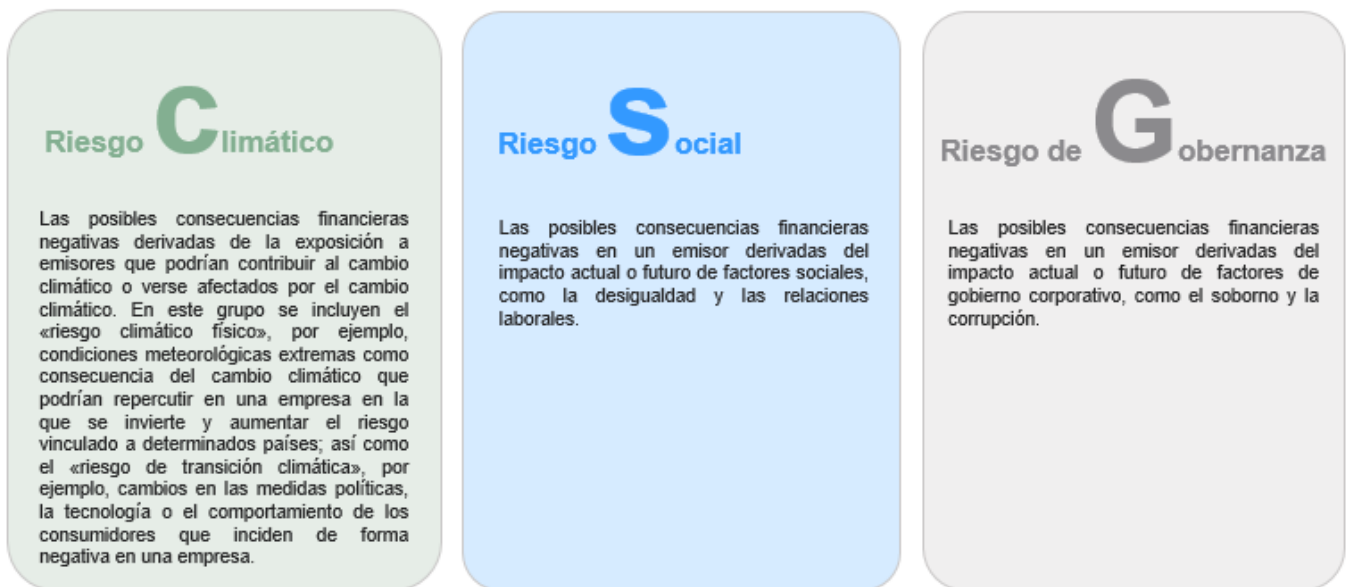 Riesgo Climático
Las posibles consecuencias financieras
negativas derivadas de la exposición a
emisores que podrían contribuir al cambio
climático o verse afectados por el cambio
climático. En este grupo se incluyen el
«riesgo climático físico», por ejemplo,
condiciones meteorológicas extremas como
consecuencia del cambio climático que
podrían repercutir en una empresa en la
que se invierte y aumentar el riesgo
vinculado a determinados países; así como
el «riesgo de transición climática», por
ejemplo, cambios en las medidas políticas,
la tecnología o el comportamiento de los
consumidores que inciden de forma
negativa en una empresa.
Riesgo Social
Las posibles consecuencias financieras
negativas en un emisor derivadas del
impacto actual o futuro de factores sociales,
como la desigualdad y las relaciones
laborales.
Riesgo de Gobernanza
Las posibles consecuencias financieras
negativas en un emisor derivadas del
impacto actual o futuro de factores de
gobierno corporativo, como el soborno y la
corrupción.